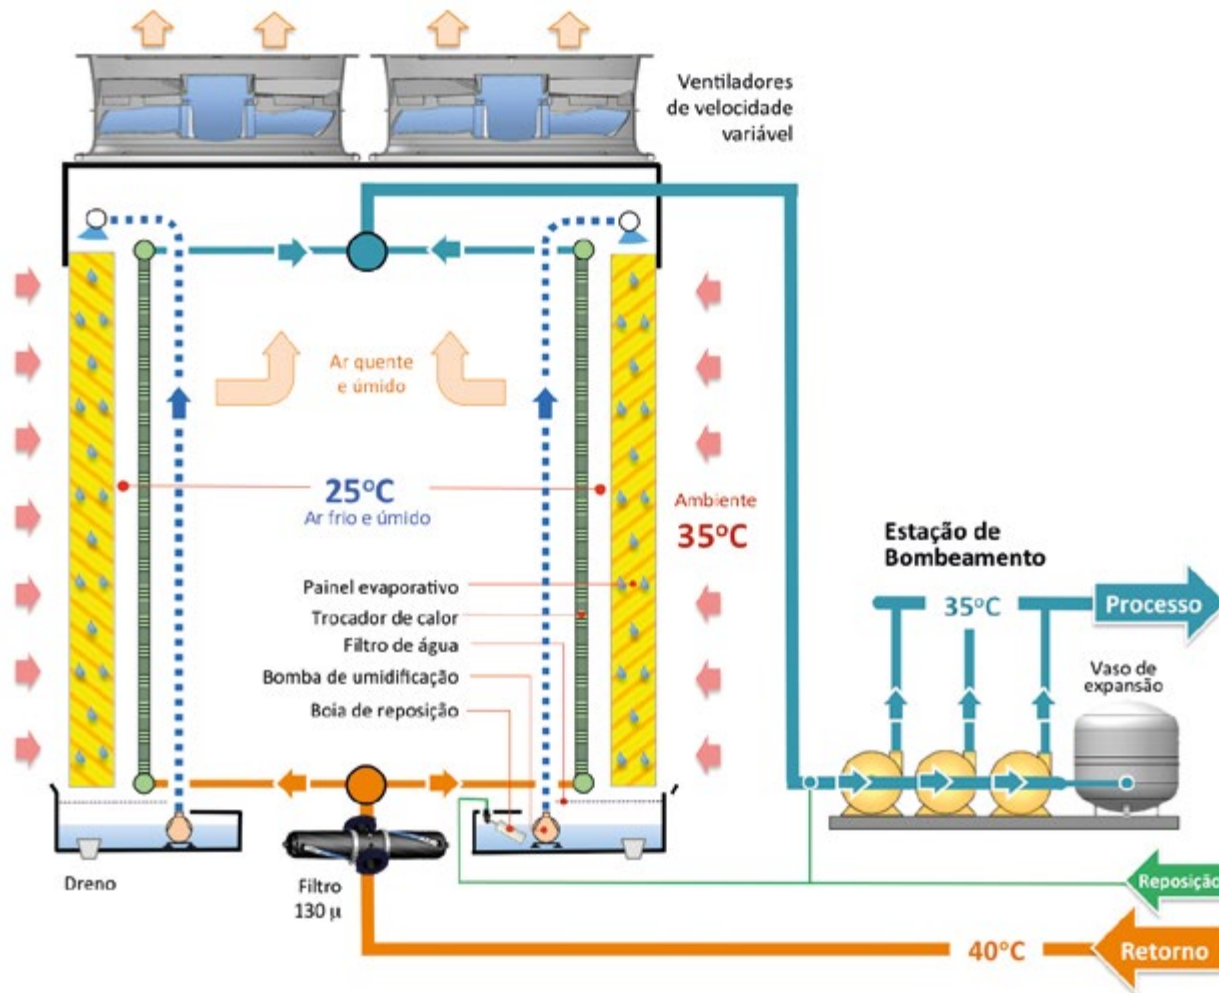 Ventiladores
de velocidade
variável
Ar quente
e úmido
25°C
Ar frio e úmido
Ambiente
35°C
Painel evaporativo
Trocador de calor
Filtro de água
Bomba de umidificação
Boia de reposição
Estação de
Bombeamento
35°C
Processo
Vaso de
expansão
Dreno
Filtro
130 µ
Reposição
40°C
Retorno